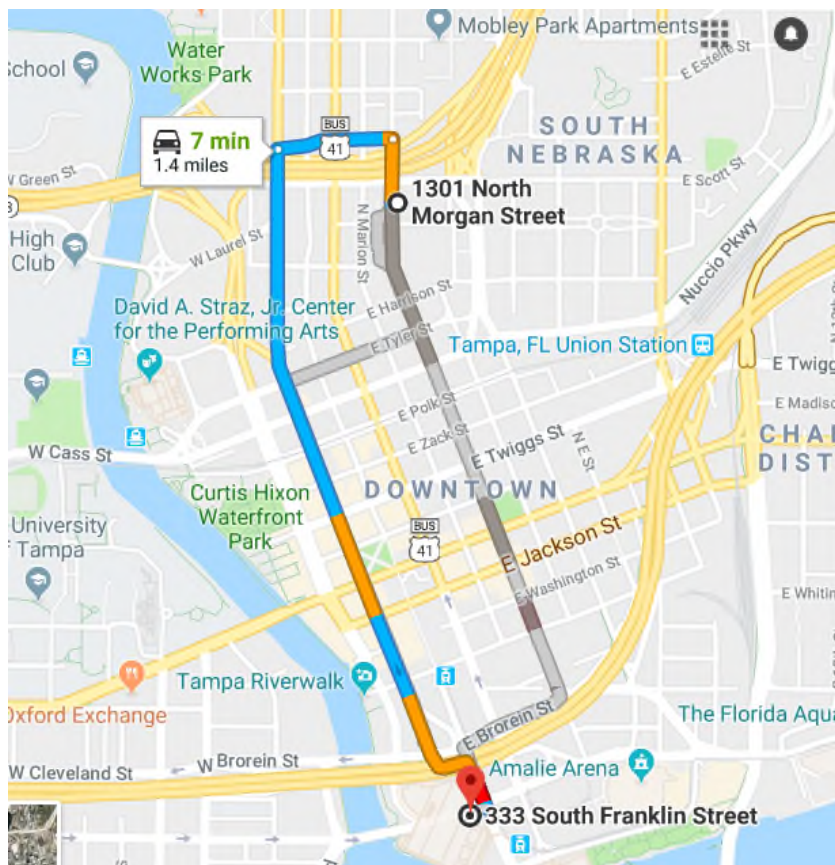 Mobley Park Apartments
Water
Works Park
School
E Estelle St
7 min
1.4 miles
BUS
41
SOUTH
NEBRASKA
W Green St
E Scott St
1301 North
Morgan Street
High
Club
W Laurel St
N Marion St
Nuccio Pkwy
David A. Straz, Jr. Center
for the Performing Arts
E Harrison St
E Tyler St
Tampa, FL Union Station
E Twiggs
E Polk St
E Madiso
E Zack St
E Twiggs St
N E St
CHA
DIST
W Cass St
Curtis Hixon
Waterfront
Park
DOWNTOWN
University
Tampa
BUS
41
E Jackson St
E Washington St
E Whitin
Tampa Riverwalk
Oxford Exchange
E Brorein St
The Florida Aqua
W Brorein St
W Cleveland St
Amalie Arena
333 South Franklin Street